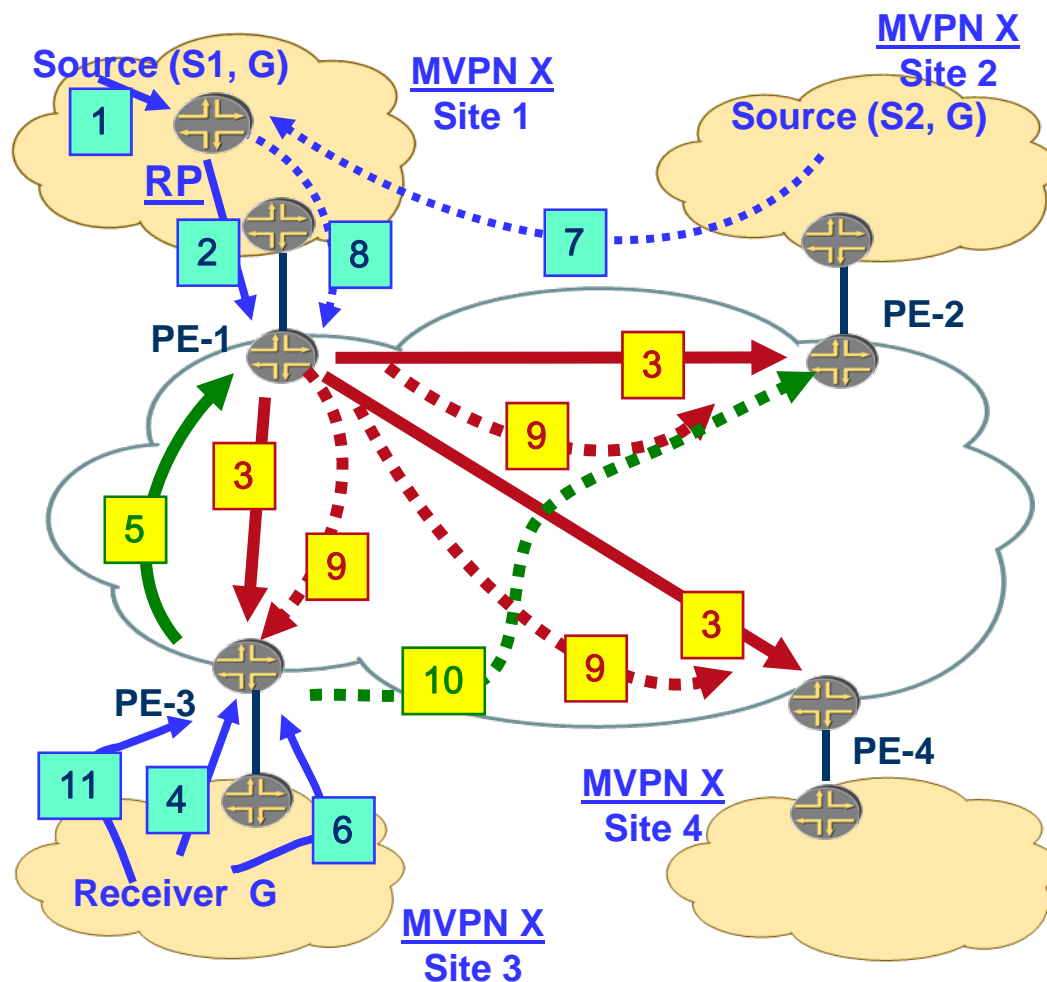 MVPN X
Site 2
Source (S1, G)
MVPN X
Site 1
Source (S2, G)
1
RP
2
8
7
PE-1
PE-2
3
9
3
5
9
3
9
10
PE-3
PE-4
11
4
6
MVPN X
Site 4
Receiver G
MVPN X
Site 3